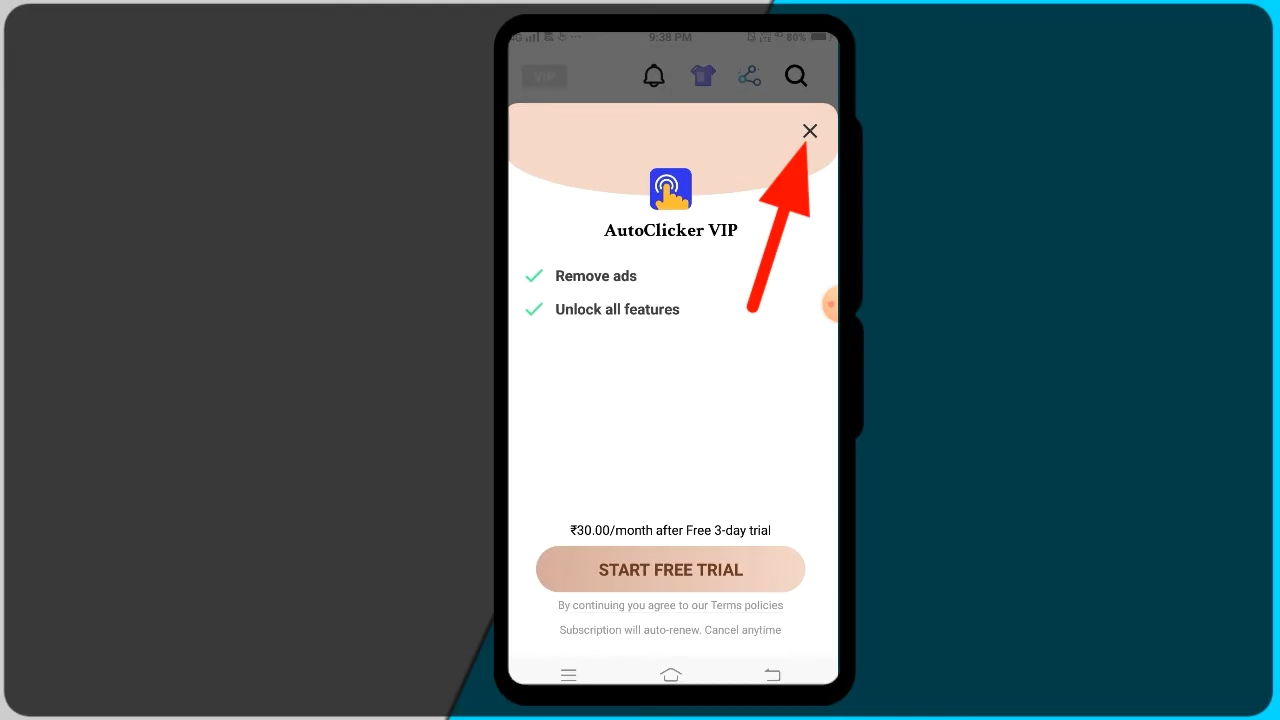 9:38 PM
80%
VIP
AutoClicker VIP
Remove ads
Unlock all features
₹30.00/month after Free 3-day trial
START FREE TRIAL
By continuing you agree to our Terms policies
Subscription will auto-renew. Cancel anytime